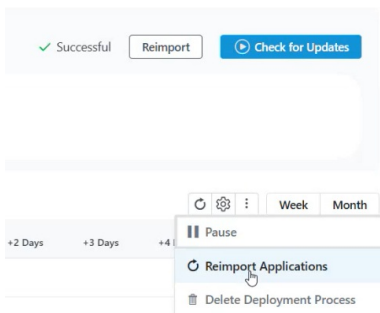 Successful Reimport Check for Updates
Week Month
Pause
+2 Days +3 Days
Reimport Applications
Delete Deployment Process